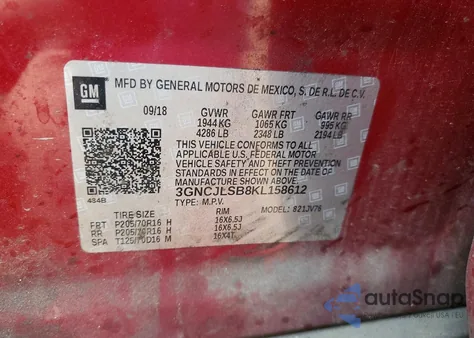 GM
MFD BY GENERAL MOTORS DE MEXICO, S. DE R.L. DE C.V.
09/18 GVWR GAWR FRT GAWR RR
1944 KG 1065 KG 995 KG
4286 LB 2348 LB 2194 LB
THIS VEHICLE CONFORMS TO ALL
APPLICABLE U.S. FEDERAL MOTOR
VEHICLE SAFETY AND THEFT PREVENTION
STANDARDS IN EFFECT ON THE DATE OF
MANUFACTURE SHOWN ABOVE.
484B
3GNCJLSB8KL158612
TYPE: M.P.V. MODEL: 821JV76
TIRE SIZE RIM
FRT P205/70R16 H 16X6.5J
RR P205/70R16 H 16X6.5J
SPA T125/70D16 M 16X4T
autoSnap